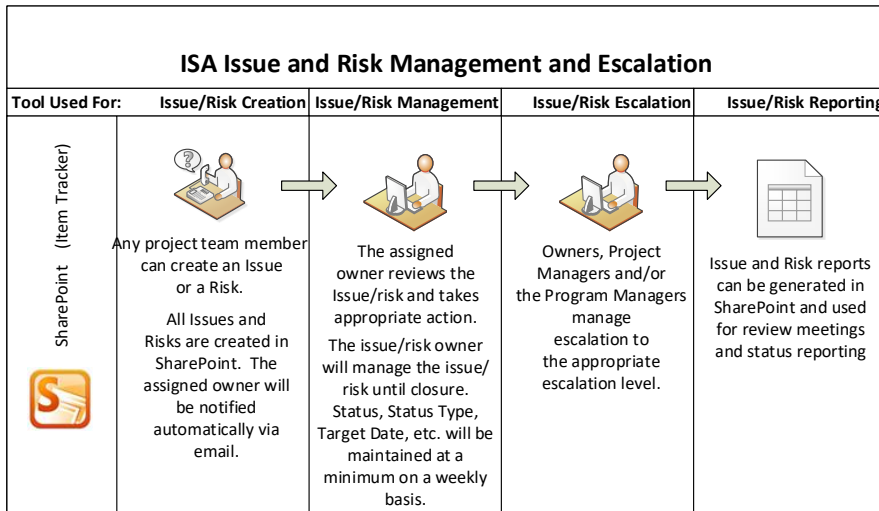 ISA Issue and Risk Management and Escalation
Tool Used For:
Issue/Risk Creation
Issue/Risk Management
Issue/Risk Escalation
Issue/Risk Reporting
SharePoint (Item Tracker)
S
?
Any project team member
can create an Issue
or a Risk.
All Issues and
Risks are created in
SharePoint. The
assigned owner will
be notified
automatically via
email.
The assigned
owner reviews the
Issue/risk and takes
appropriate action.
The issue/risk owner
will manage the issue/
risk until closure.
Status, Status Type,
Target Date, etc. will be
maintained at a
minimum on a weekly
basis.
Owners, Project
Managers and/or
the Program Managers
manage
escalation to
the appropriate
escalation level.
Issue and Risk reports
can be generated in
SharePoint and used
for review meetings
and status reporting